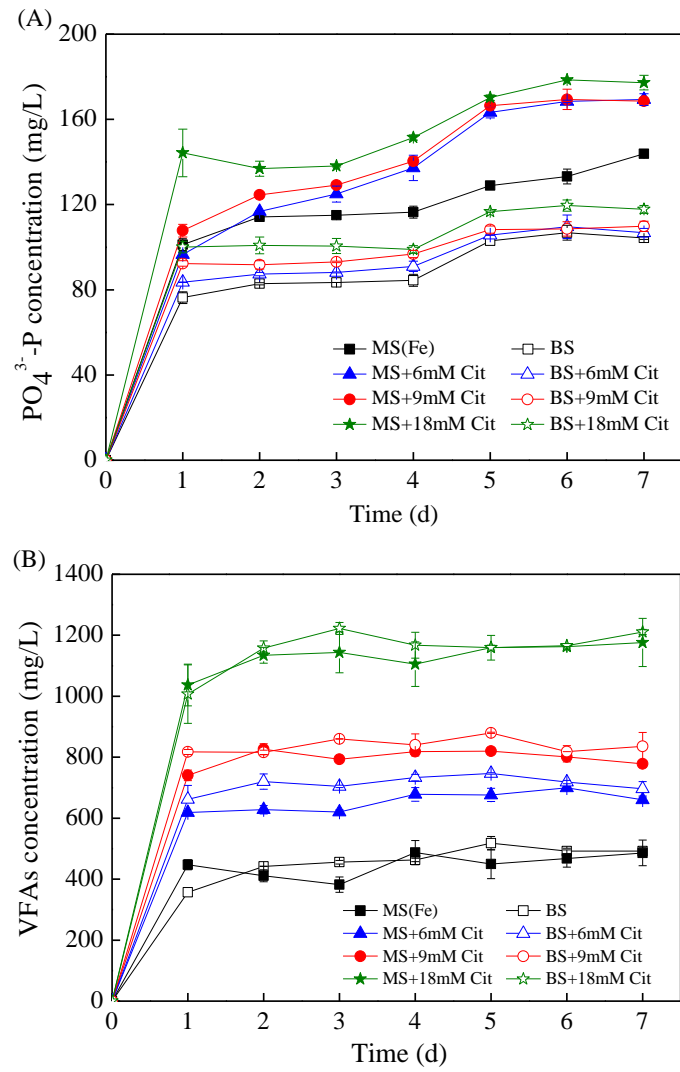 (A)
200
160
120
80
40
0
PO₄³⁻-P concentration (mg/L)
MS(Fe) BS
MS+6mM Cit BS+6mM Cit
MS+9mM Cit BS+9mM Cit
MS+18mM Cit BS+18mM Cit
0 1 2 3 4 5 6 7
Time (d)
(B)
1400
1200
1000
800
600
400
200
0
VFAs concentration (mg/L)
MS(Fe) BS
MS+6mM Cit BS+6mM Cit
MS+9mM Cit BS+9mM Cit
MS+18mM Cit BS+18mM Cit
0 1 2 3 4 5 6 7
Time (d)